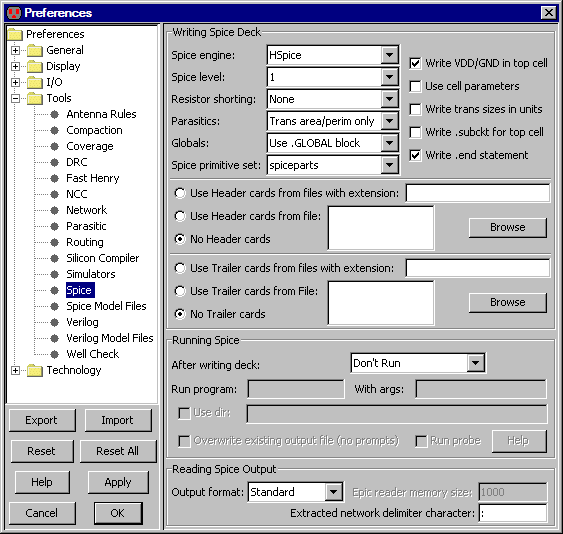 Preferences
Preferences
General
Display
I/O
Tools
Antenna Rules
Compaction
Coverage
DRC
Fast Henry
NCC
Network
Parasitic
Routing
Silicon Compiler
Simulators
Spice
Spice Model Files
Verilog
Verilog Model Files
Well Check
Technology
Export Import
Reset Reset All
Help Apply
Cancel OK
Writing Spice Deck
Spice engine: HSpice
Write VDD/GND in top cell
Spice level: 1
Use cell parameters
Resistor shorting: None
Write trans sizes in units
Parasitics: Trans area/perim only
Write .subckt for top cell
Globals: Use .GLOBAL block
Write .end statement
Spice primitive set: spiceparts
Use Header cards from files with extension:
Use Header cards from file:
Browse
No Header cards
Use Trailer cards from files with extension:
Use Trailer cards from File:
Browse
No Trailer cards
Running Spice
After writing deck: Don't Run
Run program: With args:
Use dir:
Overwrite existing output file (no prompts) Run probe Help
Reading Spice Output
Output format: Standard Epic reader memory size: 1000
Extracted network delimiter character: :